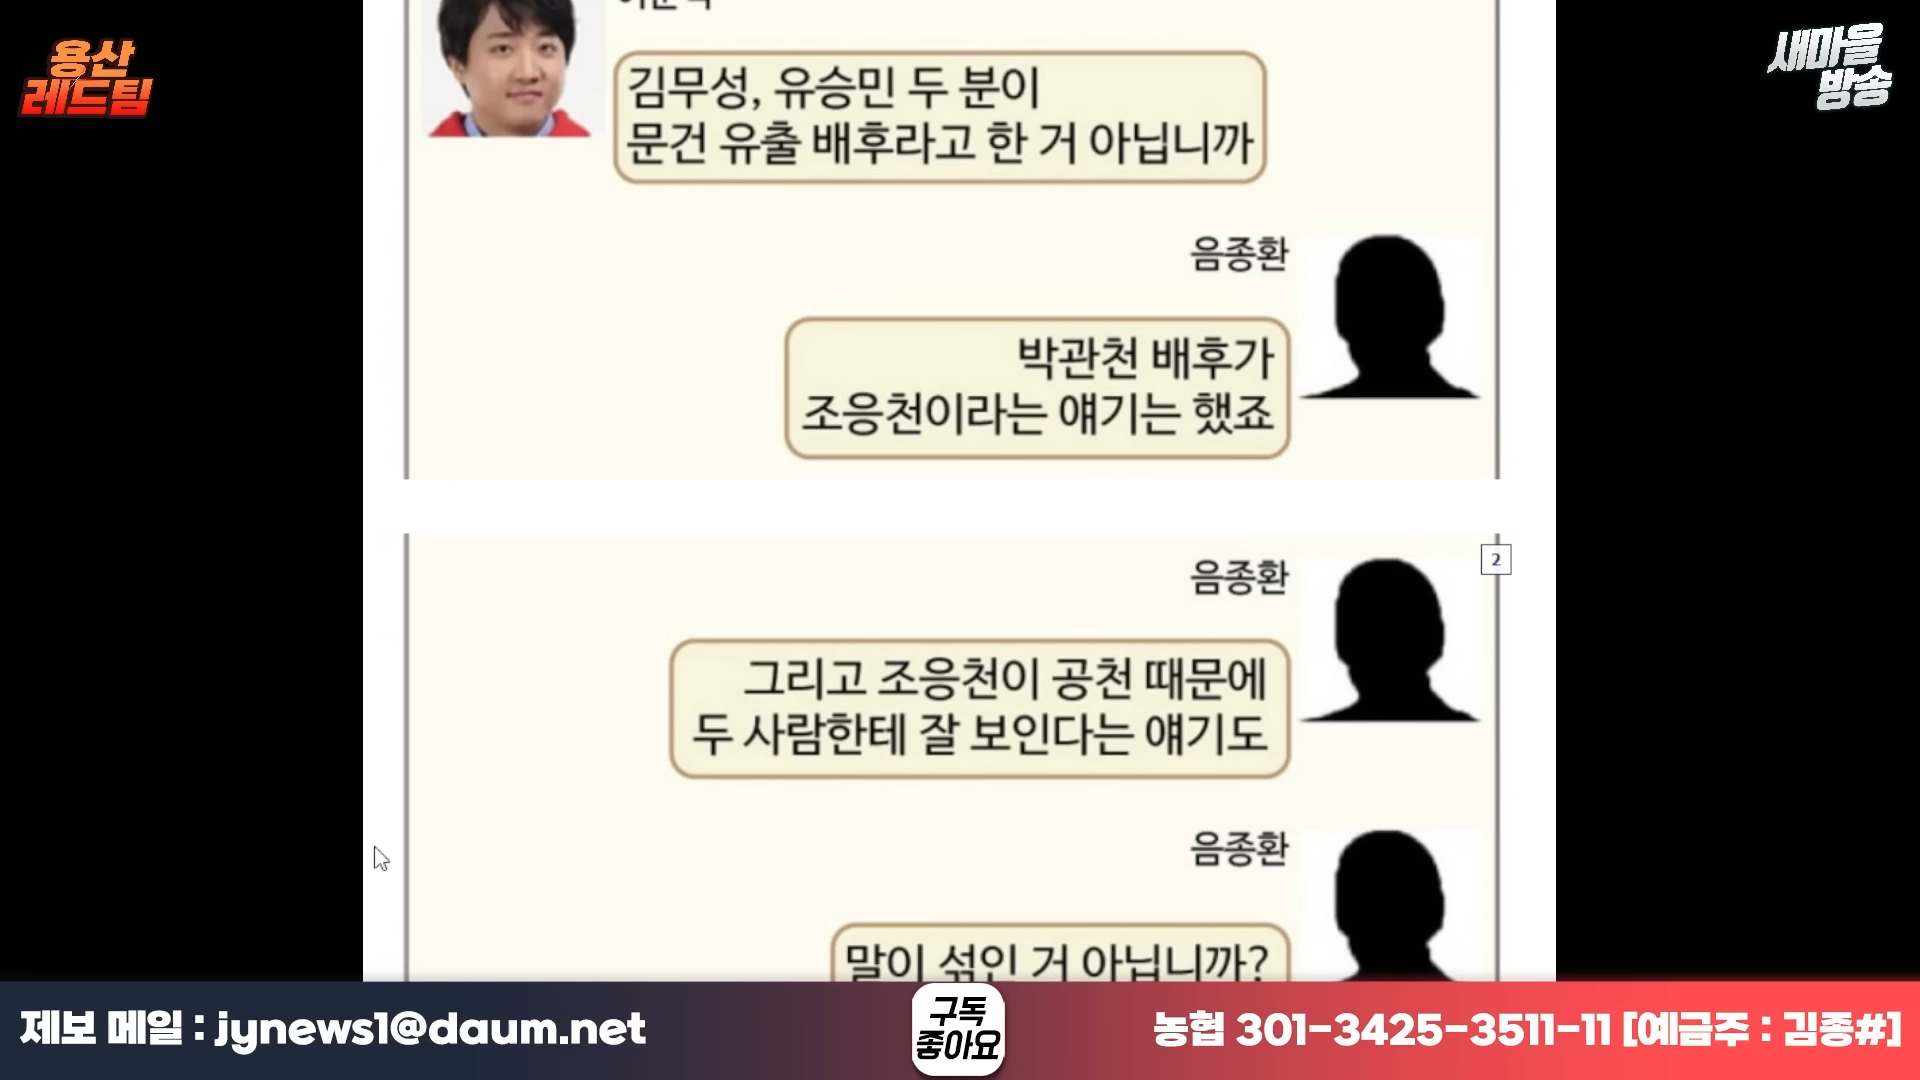 용산
레드팀
새마을
방송
김무성, 유승민 두 분이
문건 유출 배후라고 한 거 아닙니까
음종환
박관천 배후가
조응천이라는 얘기는 했죠
2
음종환
그리고 조응천이 공천 때문에
두 사람한테 잘 보인다는 얘기도
음종환
말이 섞인 거 아닙니까?
제보 메일 : jynews1@daum.net
구독
좋아요
농협 301-3425-3511-11 [예금주 : 김종#]